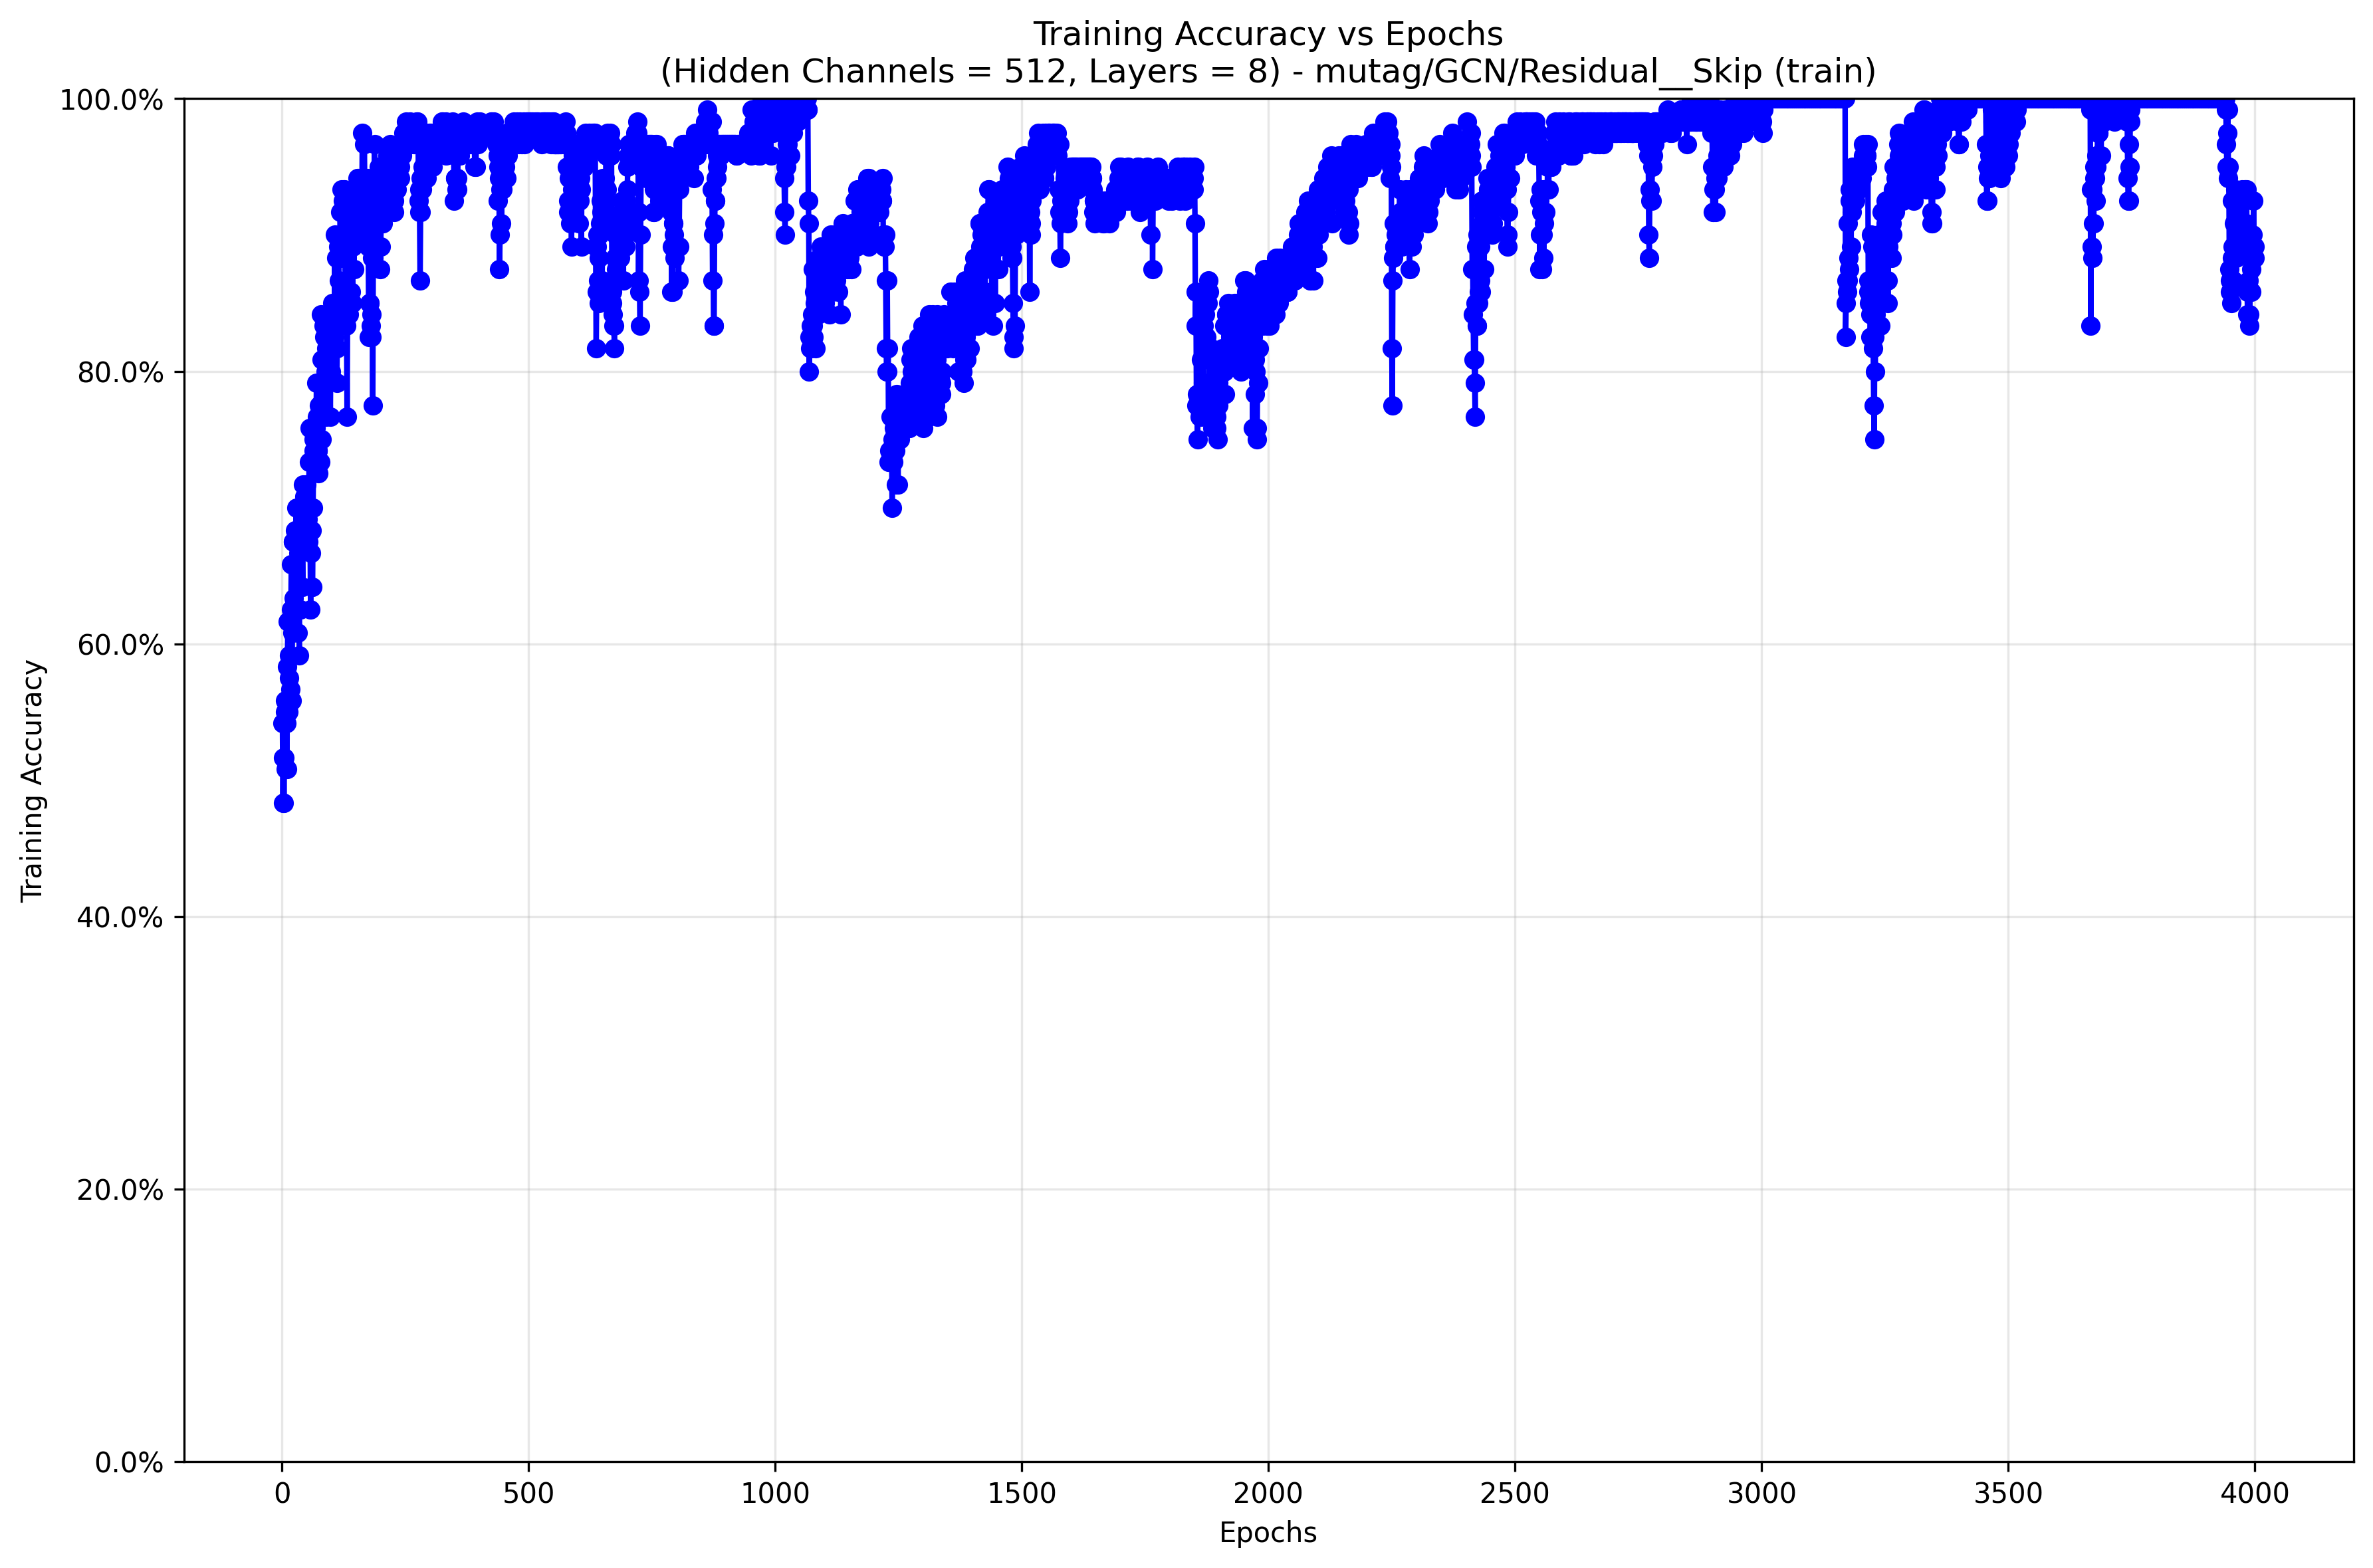 Training Accuracy vs Epochs
(Hidden Channels = 512, Layers = 8) - mutag/GCN/Residual__Skip (train)
100.0%
80.0%
60.0%
40.0%
20.0%
0.0%
Training Accuracy
0 500 1000 1500 2000 2500 3000 3500 4000
Epochs